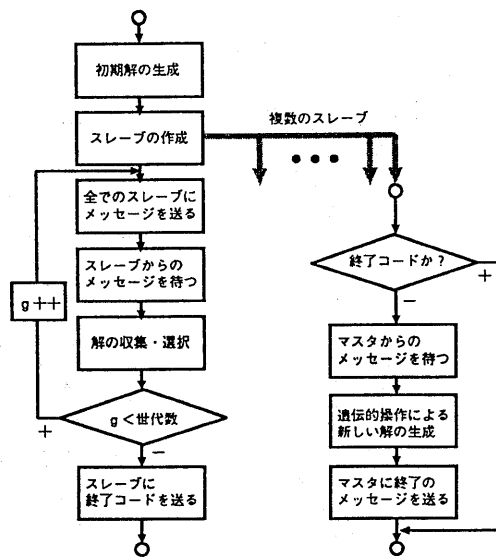 初期解の生成
スレーブの作成
複数のスレーブ
全てのスレーブに
メッセージを送る
スレーブからの
メッセージを待つ
g++
解の収集・選択
g<世代数
+
−
スレーブに
終了コードを送る
終了コードか？
+
−
マスタからの
メッセージを待つ
遺伝的操作による
新しい解の生成
マスタに終了の
メッセージを送る